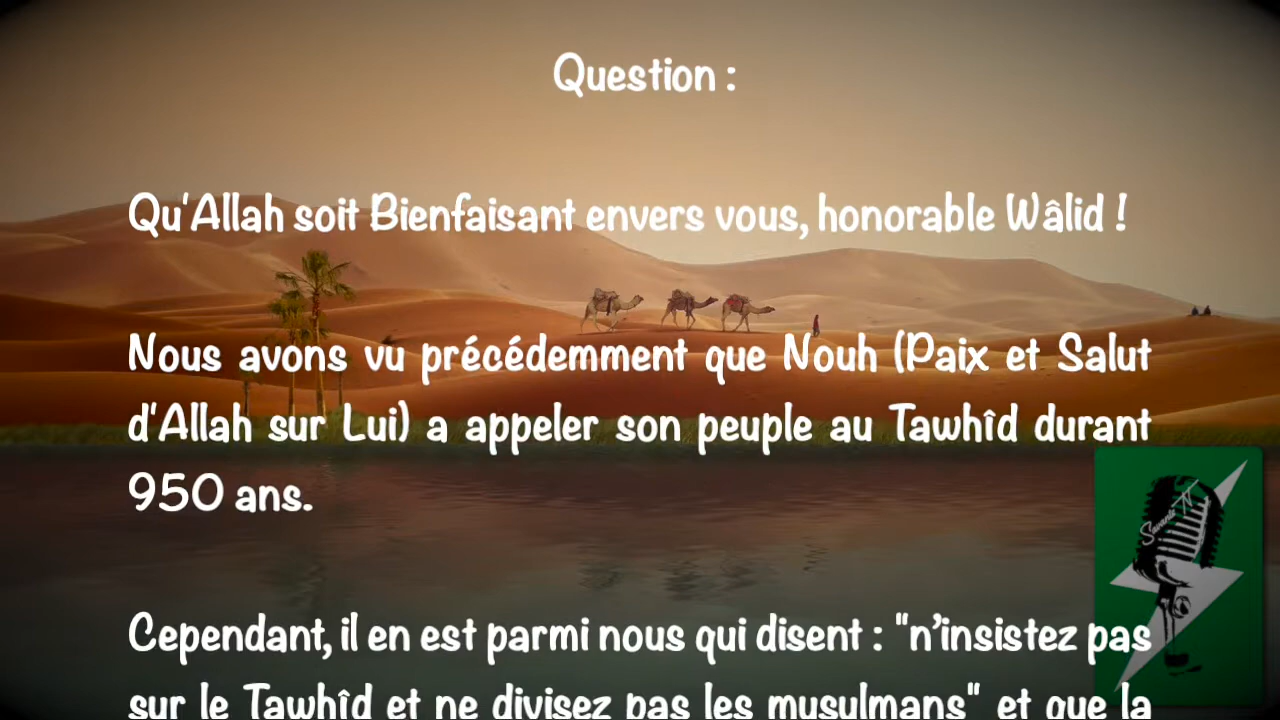 Question :
Qu'Allah soit Bienfaisant envers vous, honorable Wâlid !
Nous avons vu précédemment que Nouh (Paix et Salut
d'Allah sur Lui) a appeler son peuple au Tawhîd durant
950 ans.
Cependant, il en est parmi nous qui disent : "n’insistez pas
sur le Tawhîd et ne divisez pas les musulmans" et que la